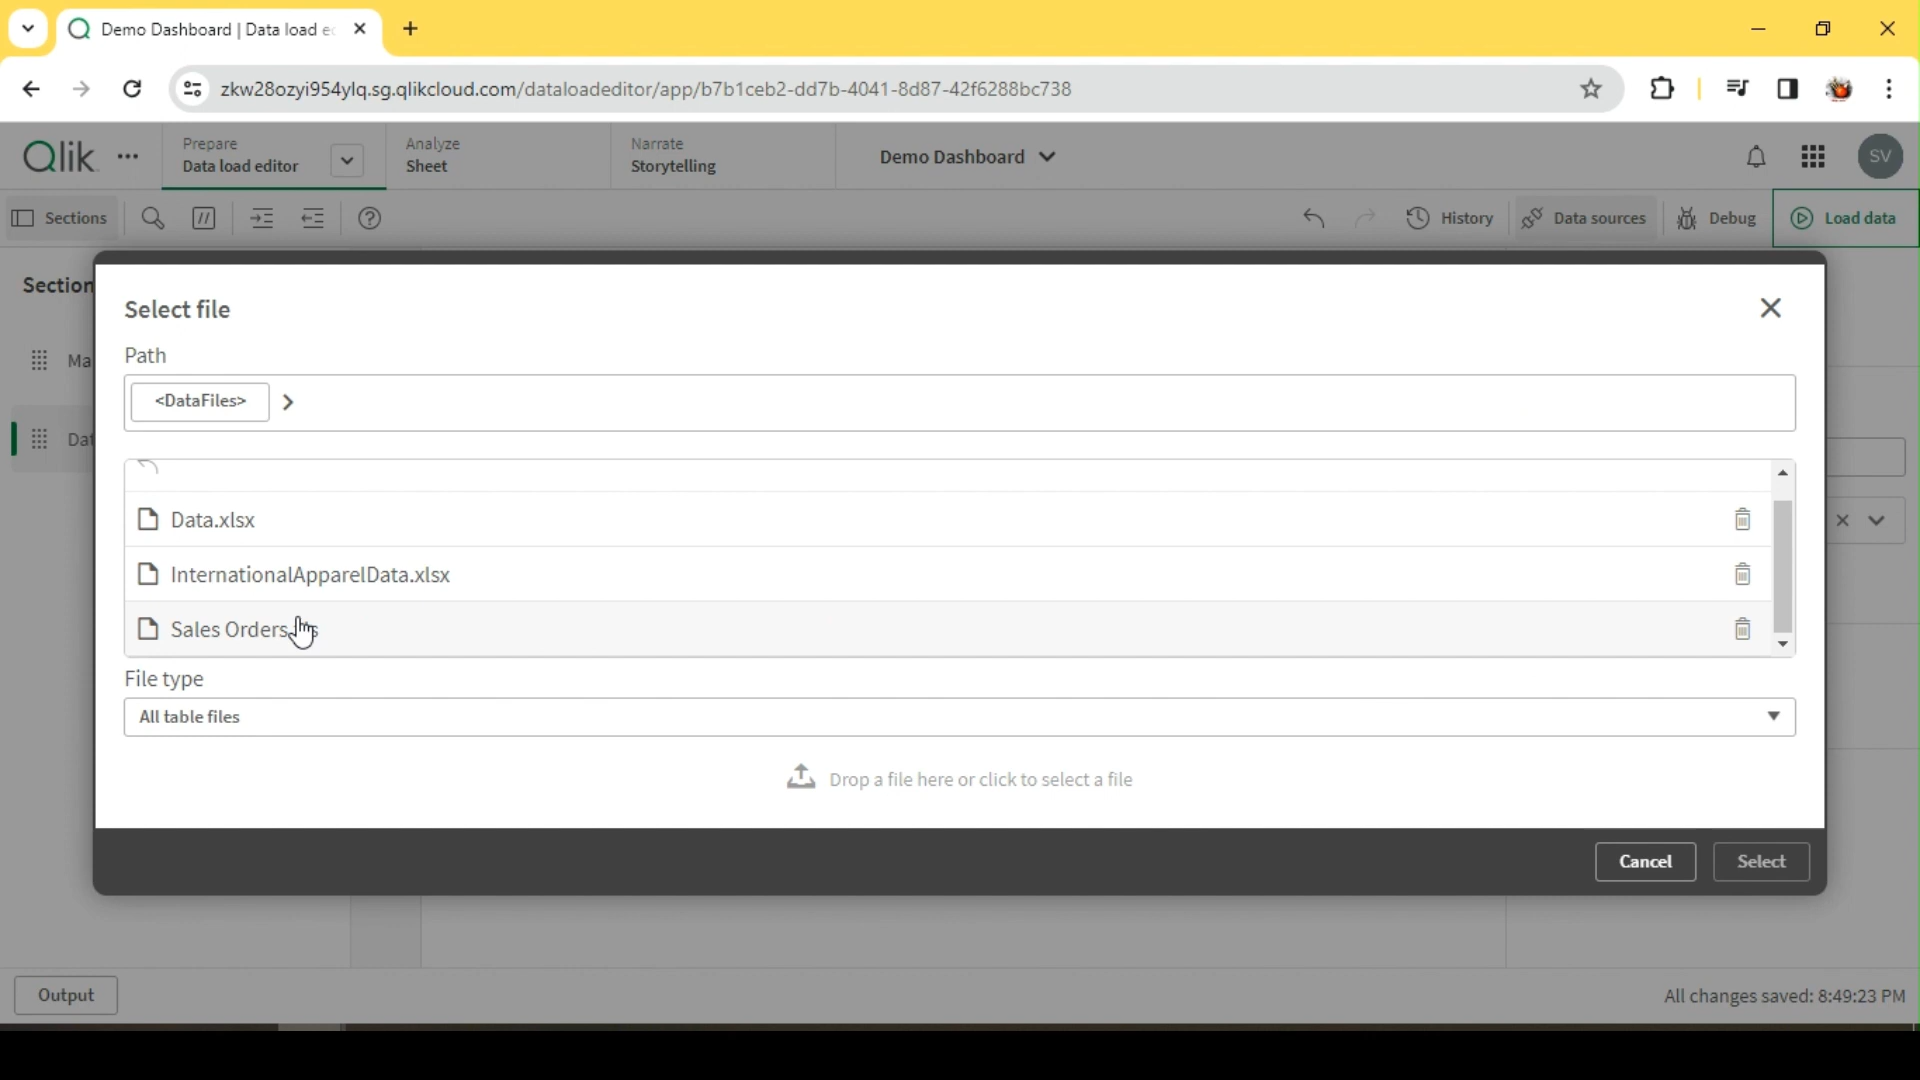 Demo Dashboard | Data load e
zkw28ozyi954ylq.sg.qlikcloud.com/dataloadeditor/app/b7b1ceb2-dd7b-4041-8d87-42f6288bc738
Qlik
Prepare
Data load editor
Analyze
Sheet
Narrate
Storytelling
Demo Dashboard
SV
Sections
History
Data sources
Debug
Load data
Section
Ma
Dat
Select file
Path
<DataFiles>
Data.xlsx
InternationalApparelData.xlsx
Sales Orders
File type
All table files
Drop a file here or click to select a file
Cancel
Select
Output
All changes saved: 8:49:23 PM